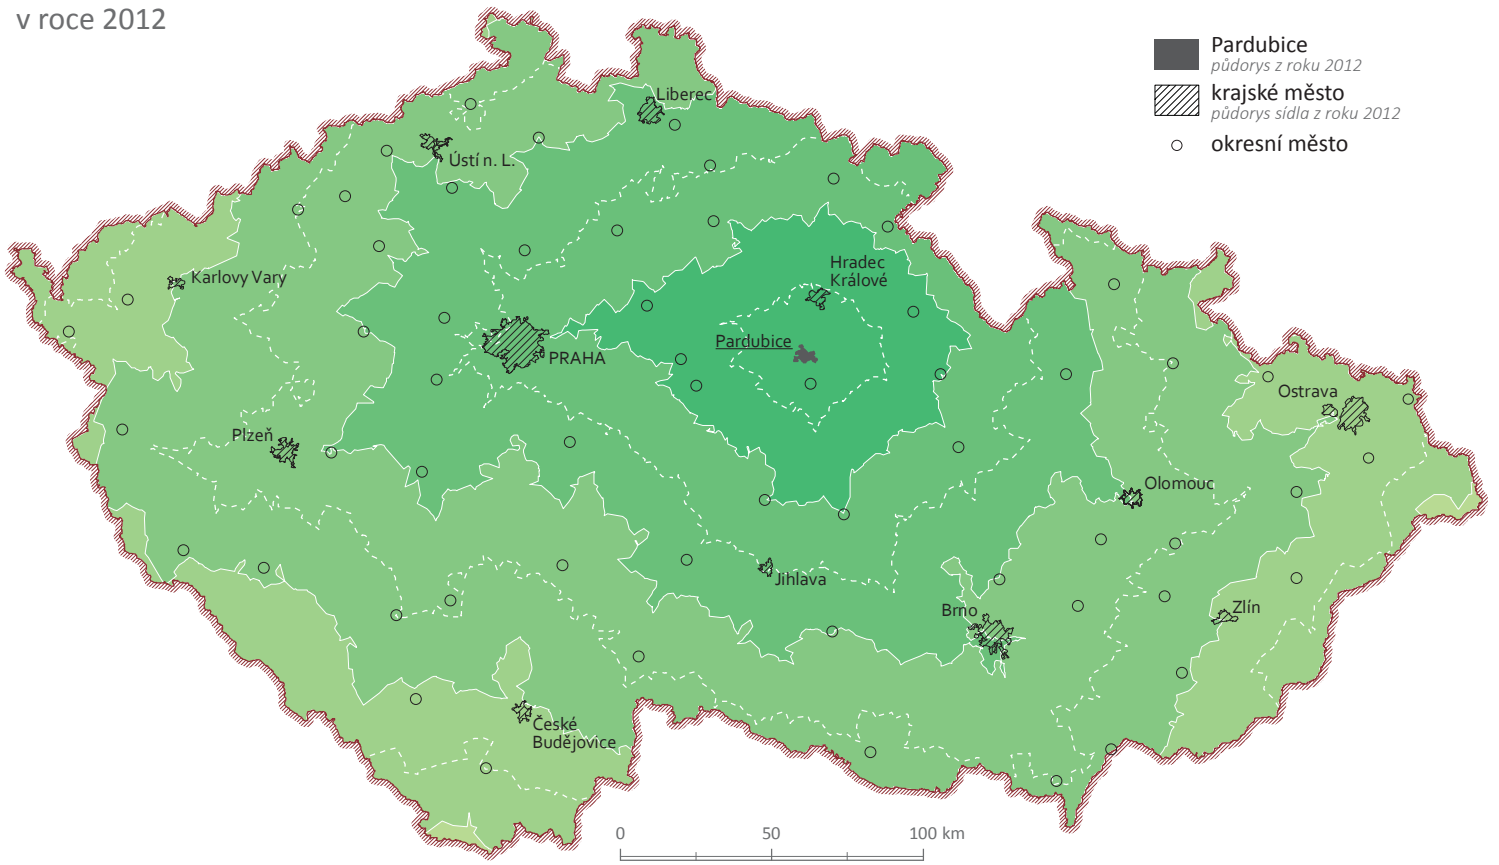 v roce 2012
Pardubice
půdorys z roku 2012
krajské město
půdorys sídla z roku 2012
okresní město
Liberec
Ústí n. L.
Karlovy Vary
Hradec
Králové
Pardubice
PRAHA
Ostrava
Plzeň
Olomouc
Jihlava
Brno
Zlín
České
Budějovice
0 50 100 km